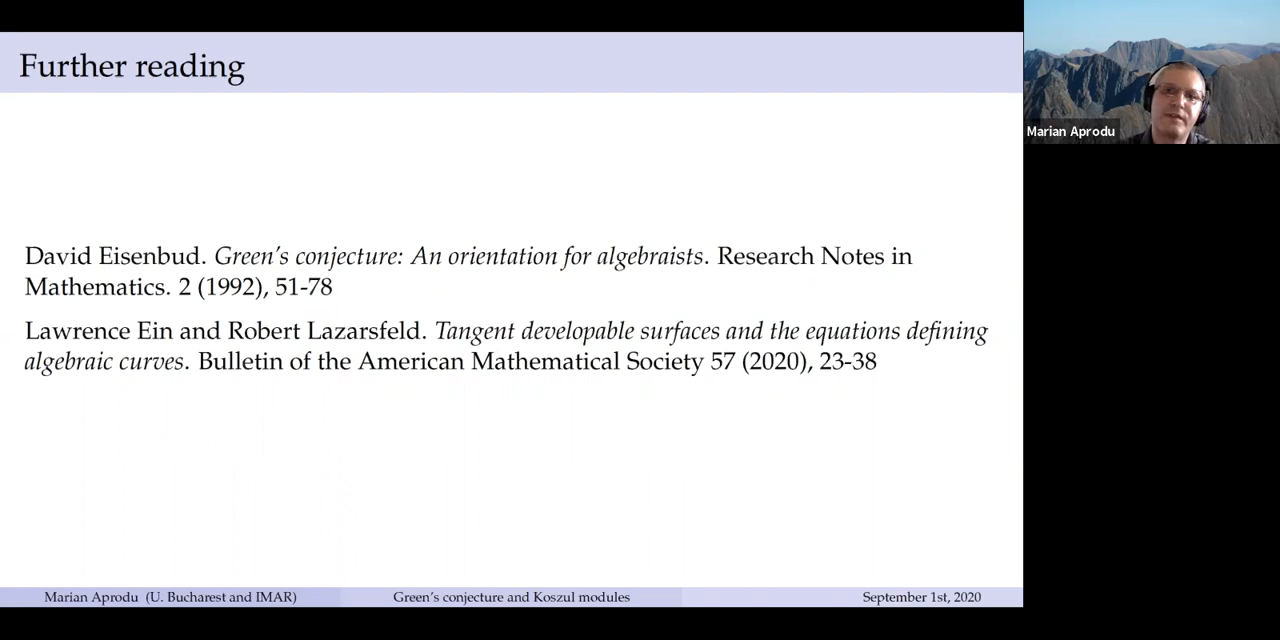 Further reading
Marian Aprodu
David Eisenbud. Green's conjecture: An orientation for algebraists. Research Notes in
Mathematics. 2 (1992), 51-78
Lawrence Ein and Robert Lazarsfeld. Tangent developable surfaces and the equations defining
algebraic curves. Bulletin of the American Mathematical Society 57 (2020), 23-38
Marian Aprodu (U. Bucharest and IMAR)
Green's conjecture and Koszul modules
September 1st, 2020